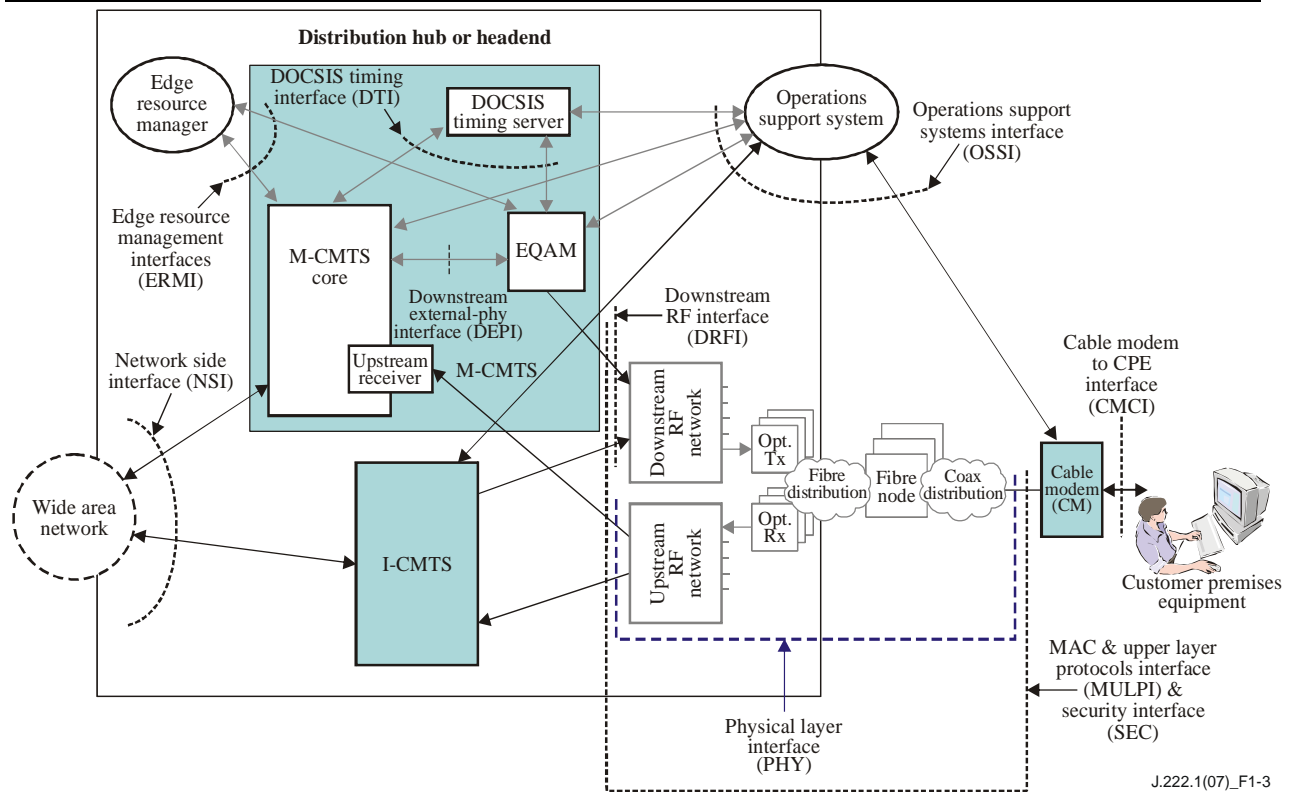 Distribution hub or headend
Edge
resource
manager
DOCSIS timing
interface (DTI)
DOCSIS
timing server
Operations
support system
Operations support
systems interface
(OSSI)
Edge resource
management
interfaces
(ERMI)
M-CMTS
core
EQAM
Downstream
external-phy
interface (DEPI)
Downstream
RF interface
(DRFI)
Network side
interface (NSI)
Upstream
receiver
M-CMTS
Cable modem
to CPE
interface
(CMCI)
Downstream
RF
network
Opt.
Tx
Fibre
distribution
Fibre
node
Coax
distribution
Cable
modem
(CM)
Wide area
network
I-CMTS
Upstream
RF
network
Opt.
Rx
Customer premises
equipment
MAC & upper layer
protocols interface
(MULPI) &
security interface
(SEC)
Physical layer
interface
(PHY)
J.222.1(07)_F1-3